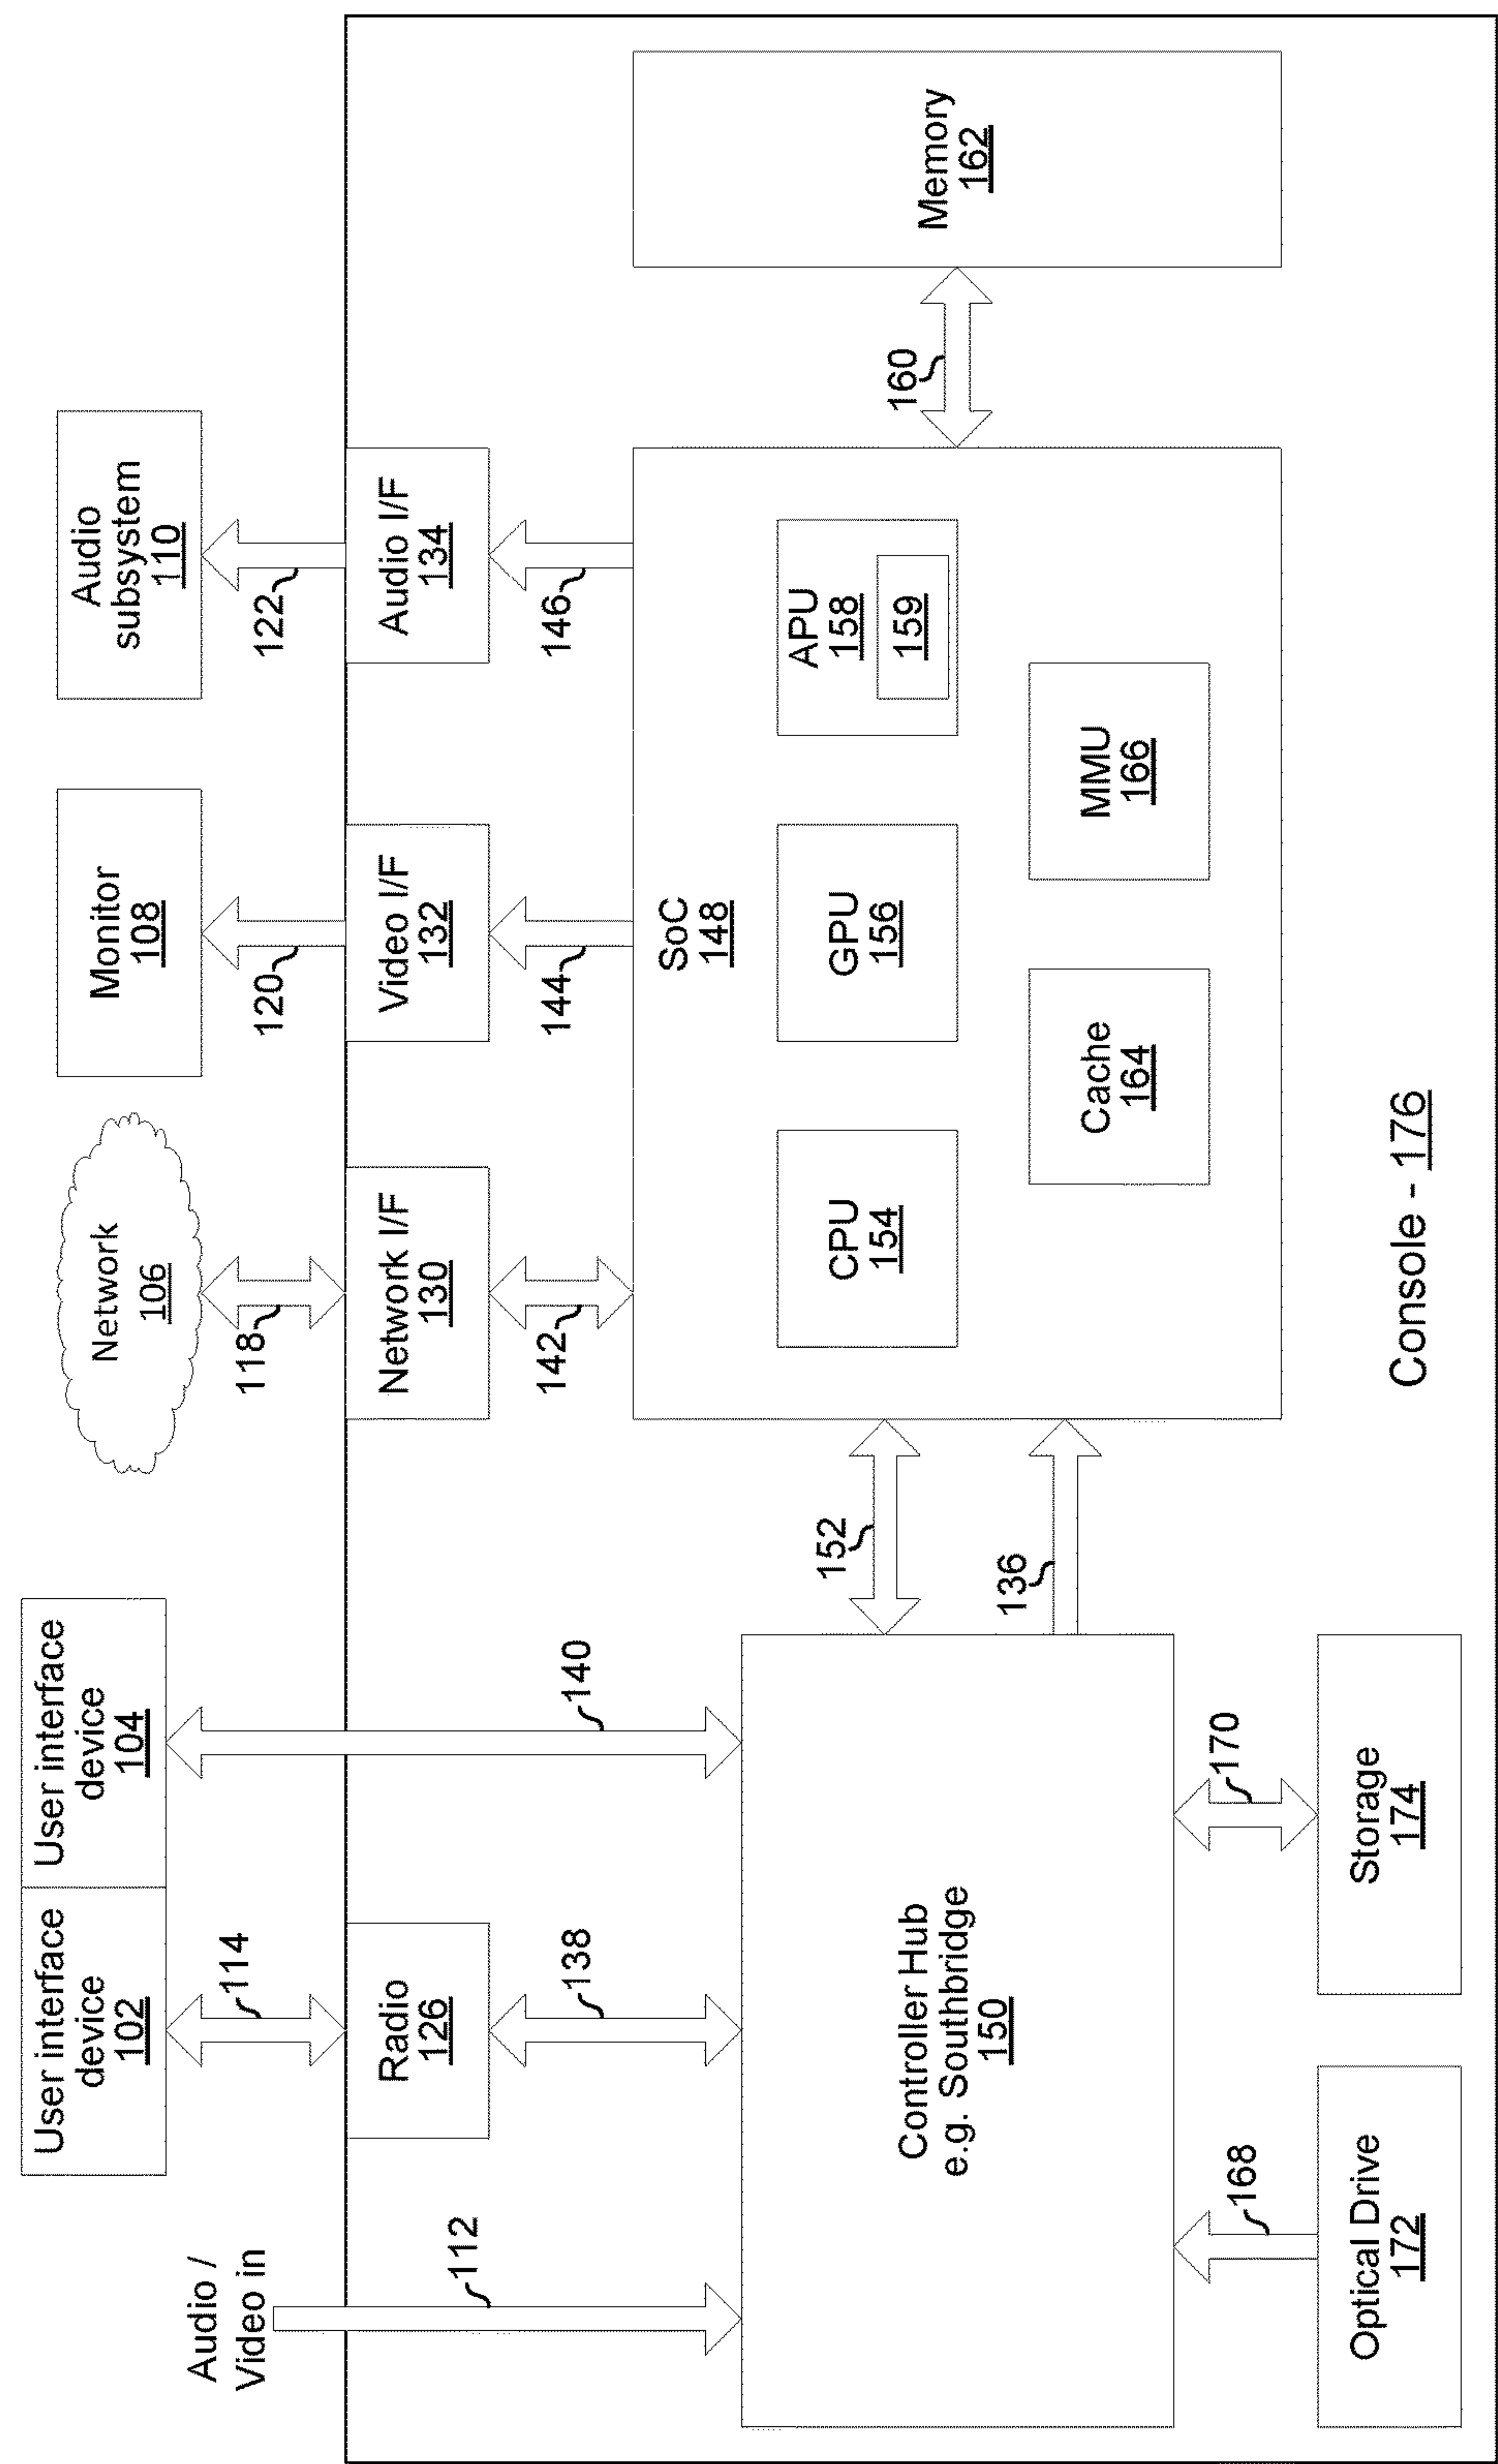 Audio /
Video in
112
User interface
device
102
114
User interface
device
104
Radio
126
138
140
Network
106
118
Network I/F
130
142
Monitor
108
120
Video I/F
132
144
Audio
subsystem
110
122
Audio I/F
134
146
Controller Hub
e.g. Southbridge
150
152
136
SoC
148
CPU
154
GPU
156
APU
158
159
Cache
164
MMU
166
160
Memory
162
168
Optical Drive
172
170
Storage
174
Console - 176